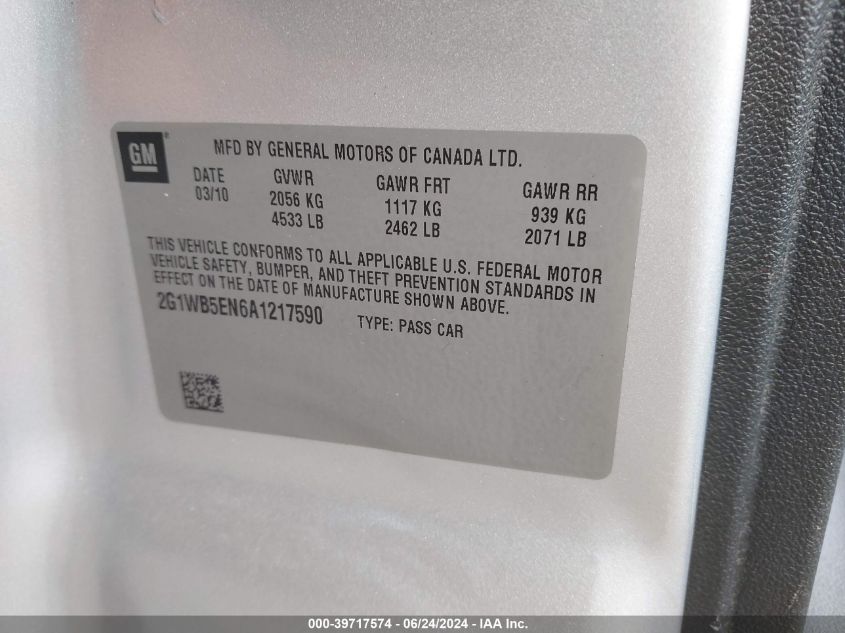 GM®
MFD BY GENERAL MOTORS OF CANADA LTD.
DATE GVWR GAWR FRT GAWR RR
03/10 2056 KG 1117 KG 939 KG
4533 LB 2462 LB 2071 LB
THIS VEHICLE CONFORMS TO ALL APPLICABLE U.S. FEDERAL MOTOR
VEHICLE SAFETY, BUMPER, AND THEFT PREVENTION STANDARDS IN
EFFECT ON THE DATE OF MANUFACTURE SHOWN ABOVE.
2G1WB5EN6A1217590 TYPE: PASS CAR
000-39717574 - 06/24/2024 - IAA Inc.